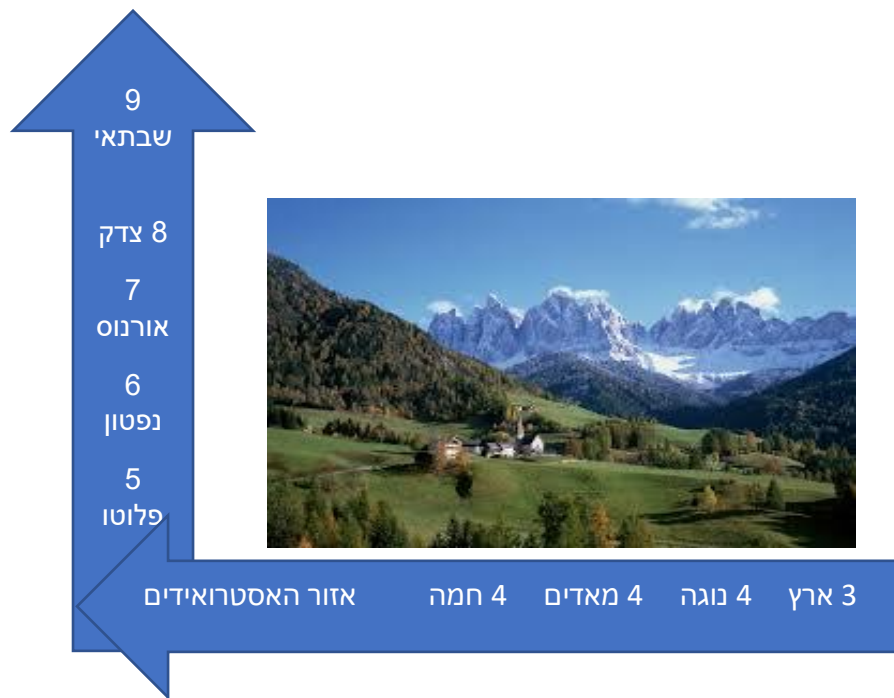 9
שבתאי
8 צדק
7
אורנוס
6
נפטון
5
פלוטו
3 ארץ 4 נוגה 4 מאדים 4 חמה אזור האסטרואידים